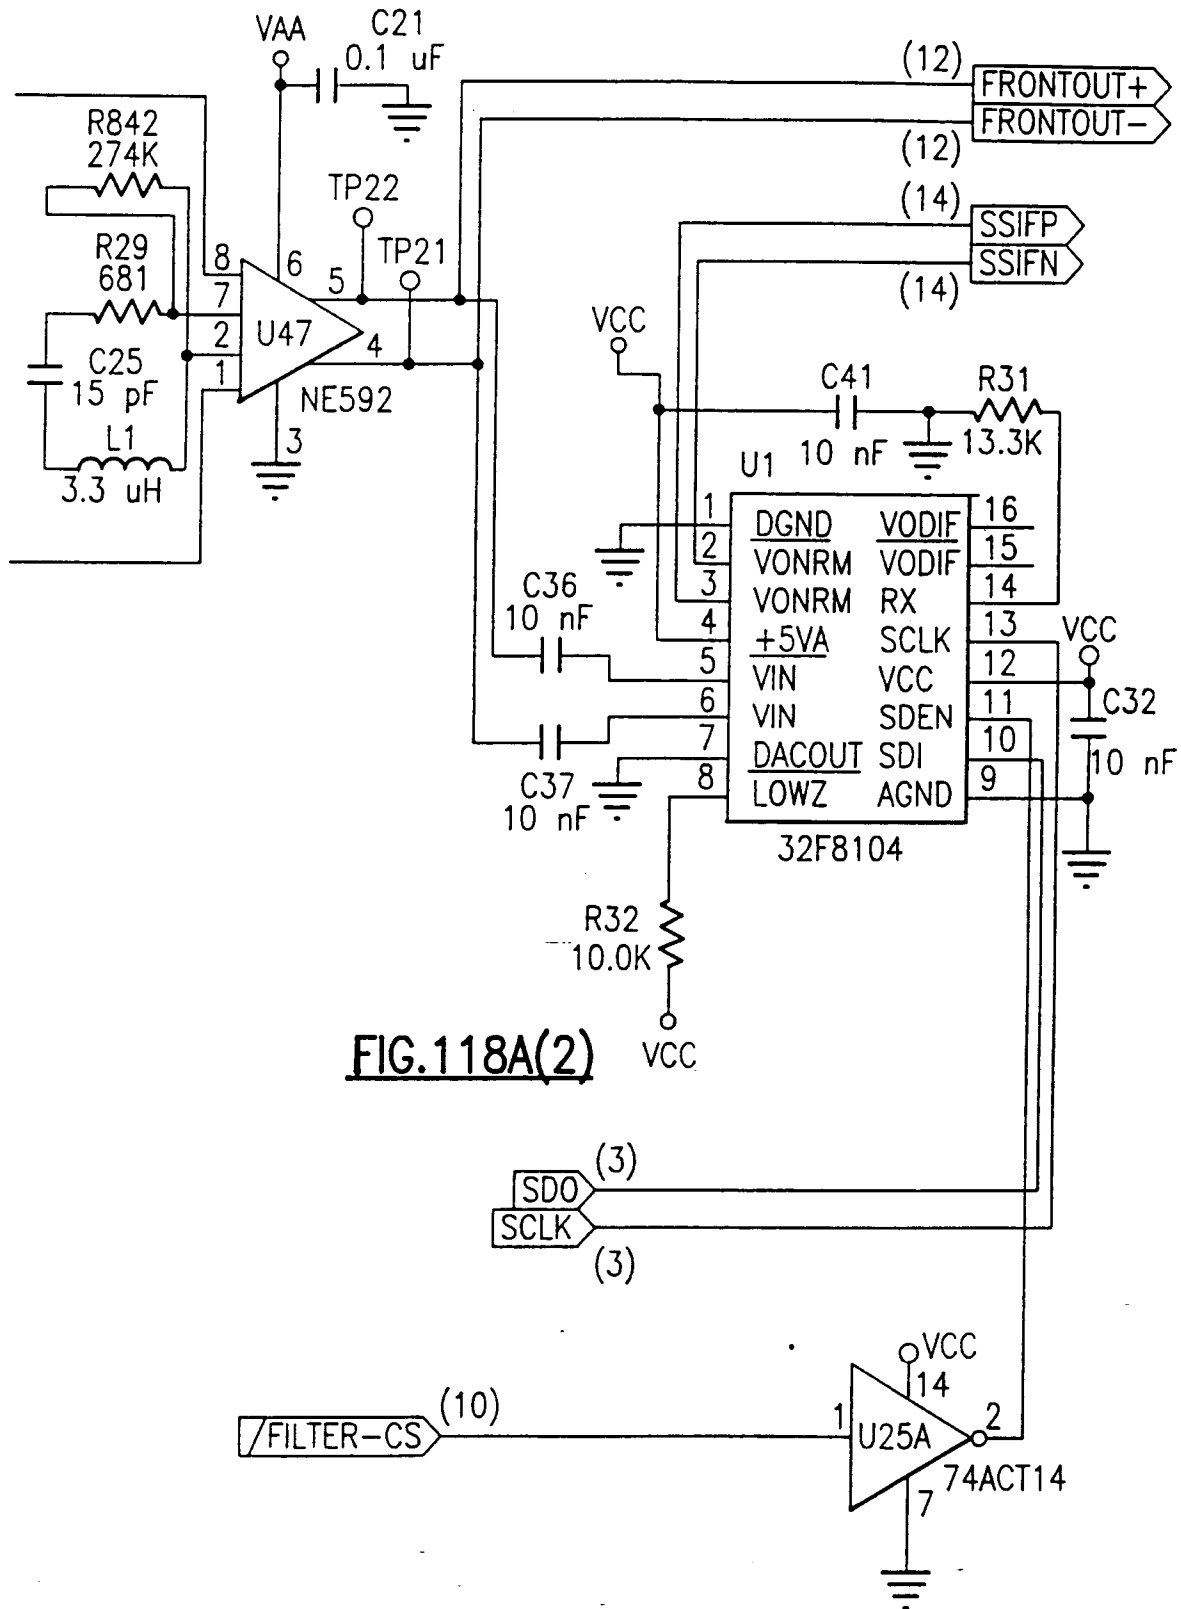 VAA
C21
0.1 uF
(12)
FRONTOUT+
FRONTOUT-
(12)
R842
274K
TP22
(14)
SSIFP
SSIFN
(14)
R29
681
TP21
8
6
5
7
2
U47
4
1
NE592
3
C25
15 pF
L1
3.3 uH
VCC
C41
10 nF
R31
13.3K
U1
1
DGND
VODIF
16
2
VONRM
VODIF
15
3
VONRM
RX
14
4
+5VA
SCLK
13
5
VIN
VCC
12
6
VIN
SDEN
11
7
DACOUT
SDI
10
8
LOWZ
AGND
9
32F8104
C36
10 nF
C37
10 nF
VCC
C32
10 nF
R32
10.0K
VCC
FIG.118A(2)
(3)
SDO
SCLK
(3)
VCC
14
(10)
/FILTER-CS
1
U25A
2
74ACT14
7